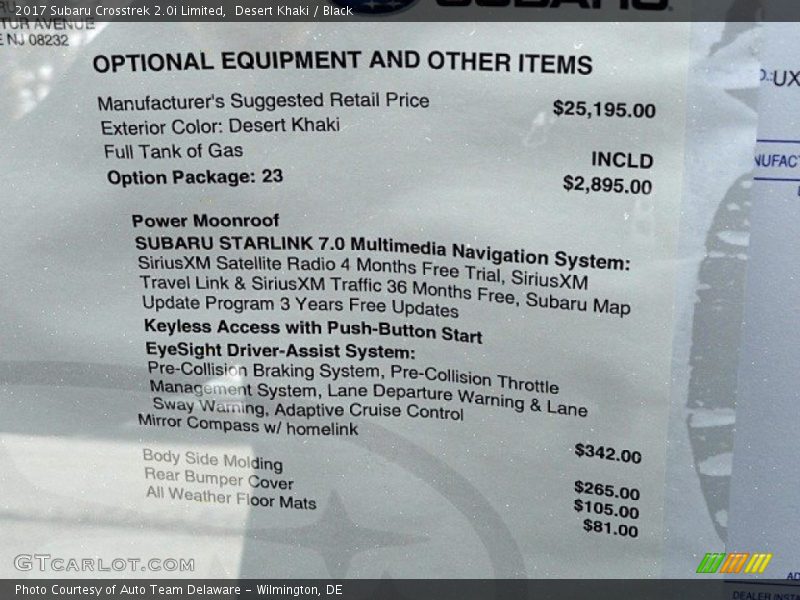 2017 Subaru Crosstrek 2.0i Limited, Desert Khaki / Black
SUBARU.
AVENUE
NJ 08232
OPTIONAL EQUIPMENT AND OTHER ITEMS
Manufacturer's Suggested Retail Price $25,195.00
Exterior Color: Desert Khaki
Full Tank of Gas INCLD
Option Package: 23 $2,895.00
Power Moonroof
SUBARU STARLINK 7.0 Multimedia Navigation System:
SiriusXM Satellite Radio 4 Months Free Trial, SiriusXM
Travel Link & SiriusXM Traffic 36 Months Free, Subaru Map
Update Program 3 Years Free Updates
Keyless Access with Push-Button Start
EyeSight Driver-Assist System:
Pre-Collision Braking System, Pre-Collision Throttle
Management System, Lane Departure Warning & Lane
Sway Warning, Adaptive Cruise Control
Mirror Compass w/ homelink $342.00
Body Side Molding $265.00
Rear Bumper Cover $105.00
All Weather Floor Mats $81.00
GTCARLOT.COM
Photo Courtesy of Auto Team Delaware - Wilmington, DE